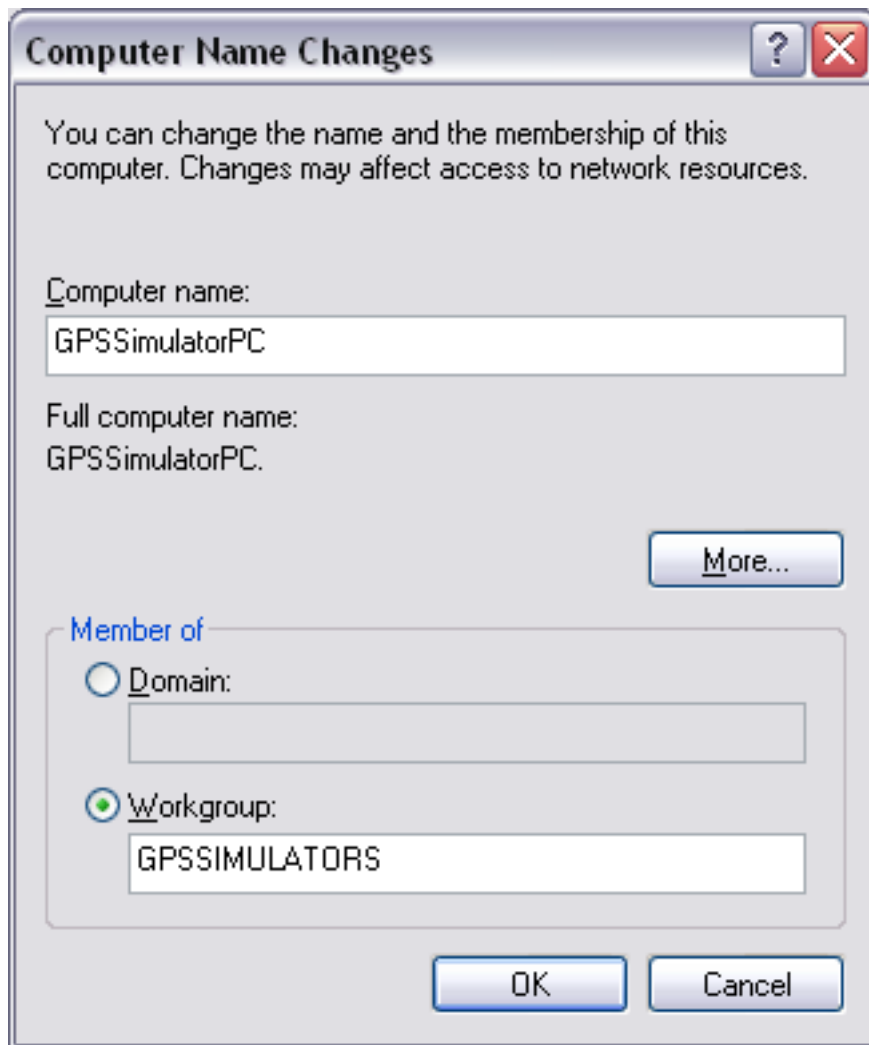 Computer Name Changes
?
You can change the name and the membership of this
computer. Changes may affect access to network resources.
Computer name:
GPSSimulatorPC
Full computer name:
GPSSimulatorPC.
More...
Member of
Domain:
Workgroup:
GPSSIMULATORS
OK Cancel